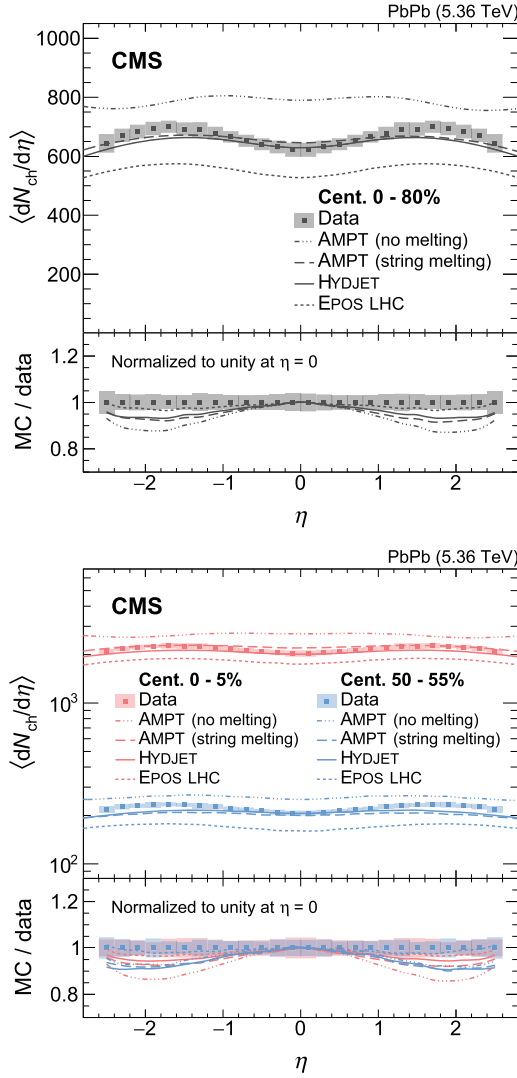 PbPb (5.36 TeV)
CMS
1000
800
600
400
200
⟨dN_ch/dη⟩
Cent. 0 - 80%
Data
AMPT (no melting)
AMPT (string melting)
HYDJET
EPOS LHC
1.2
1
0.8
MC / data
Normalized to unity at η = 0
−2 −1 0 1 2
η
PbPb (5.36 TeV)
CMS
⟨dN_ch/dη⟩
10³
10²
Cent. 0 - 5%
Data
AMPT (no melting)
AMPT (string melting)
HYDJET
EPOS LHC
Cent. 50 - 55%
Data
AMPT (no melting)
AMPT (string melting)
HYDJET
EPOS LHC
1.2
1
0.8
MC / data
Normalized to unity at η = 0
−2 −1 0 1 2
η